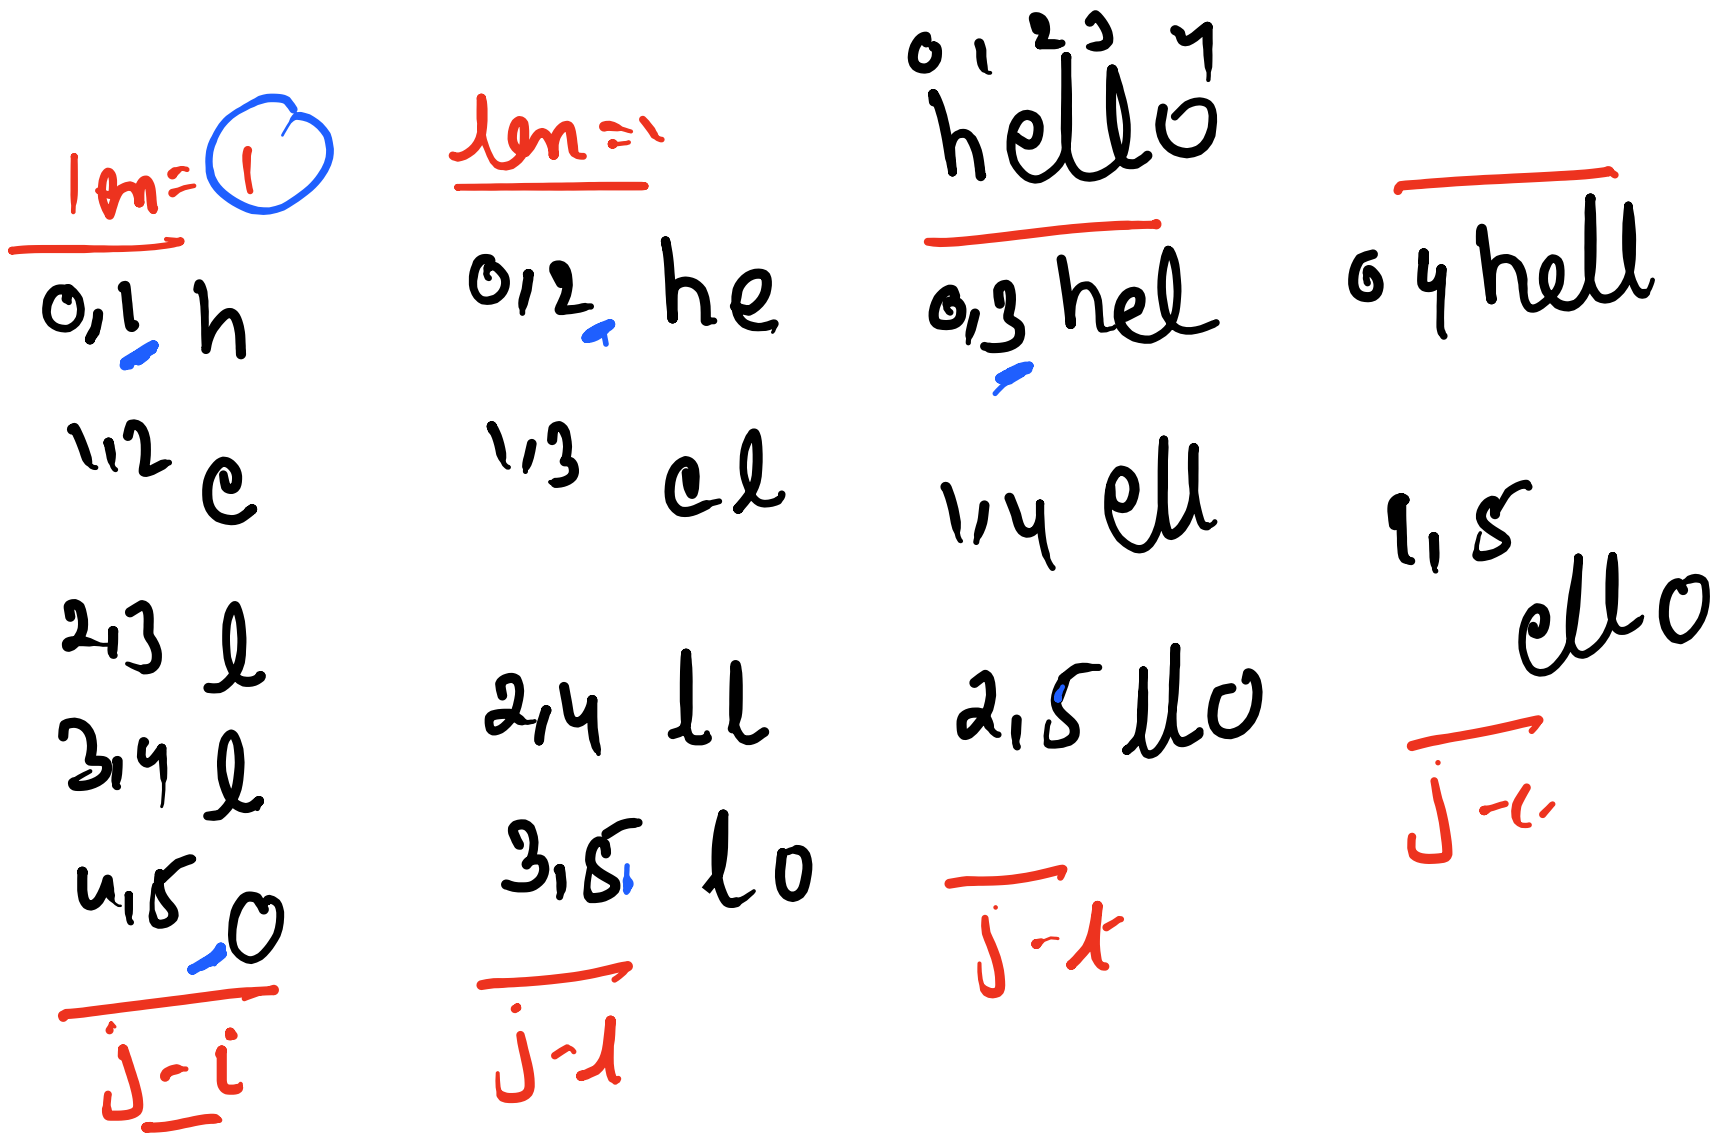 0 1 2 3 4
hello
len = 1
0,1 h
1,2 e
2,3 l
3,4 l
4,5 o
j - i
len =
0,2 he
1,3 el
2,4 ll
3,5 lo
j -
0,3 hel
1,4 ell
2,5 llo
j -
0 4 hell
1,5
ello
j -